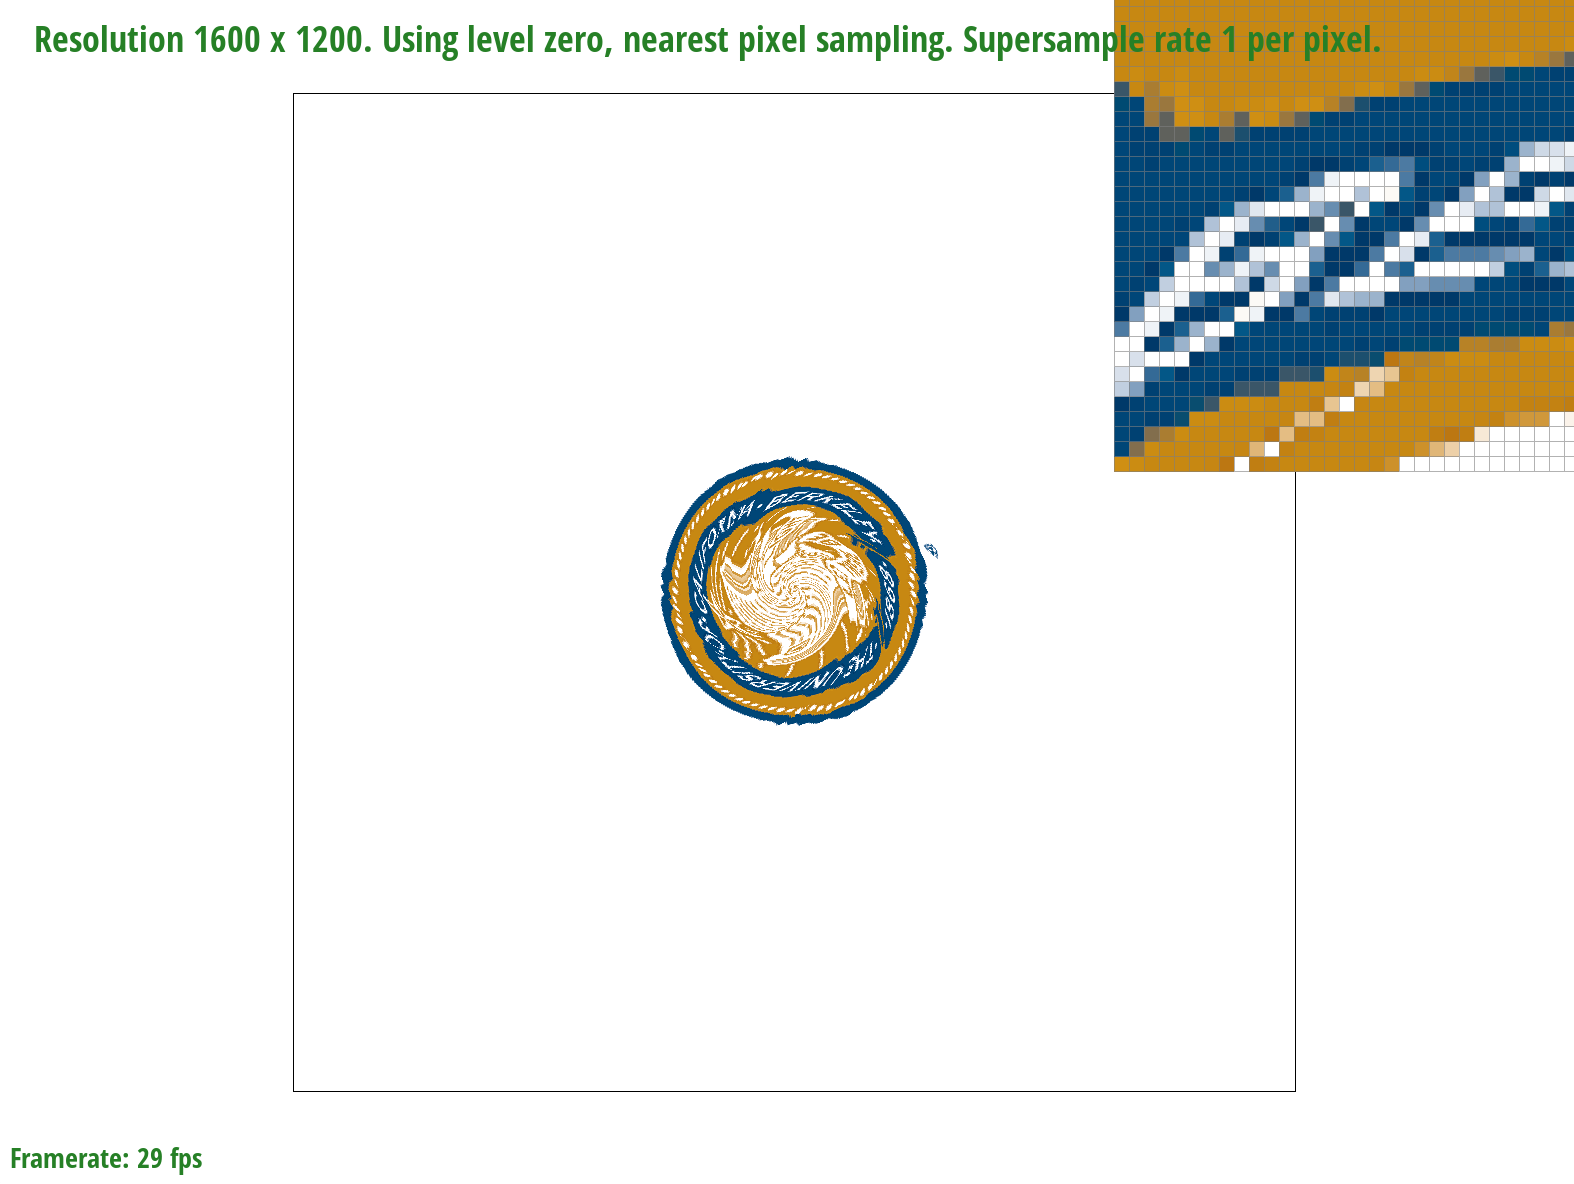 Resolution 1600 x 1200. Using level zero, nearest pixel sampling. Supersample rate 1 per pixel.
CALIFORNIA · BERKELEY
· 1868 ·
THE UNIVERSITY OF
Framerate: 29 fps